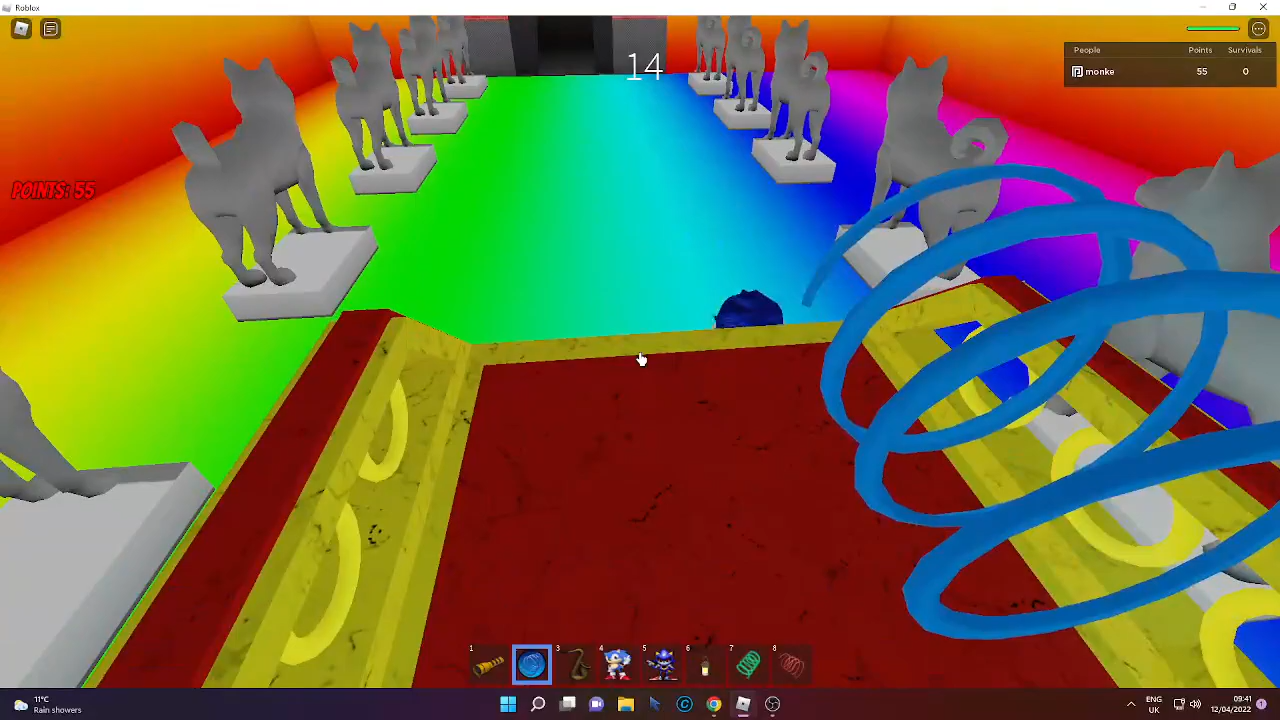 Roblox
14
People Points Survivals
monke 55 0
POINTS: 55
1 3 4 5 6 7 8
11°C
Rain showers
ENG
UK
09:41
12/04/2022
1